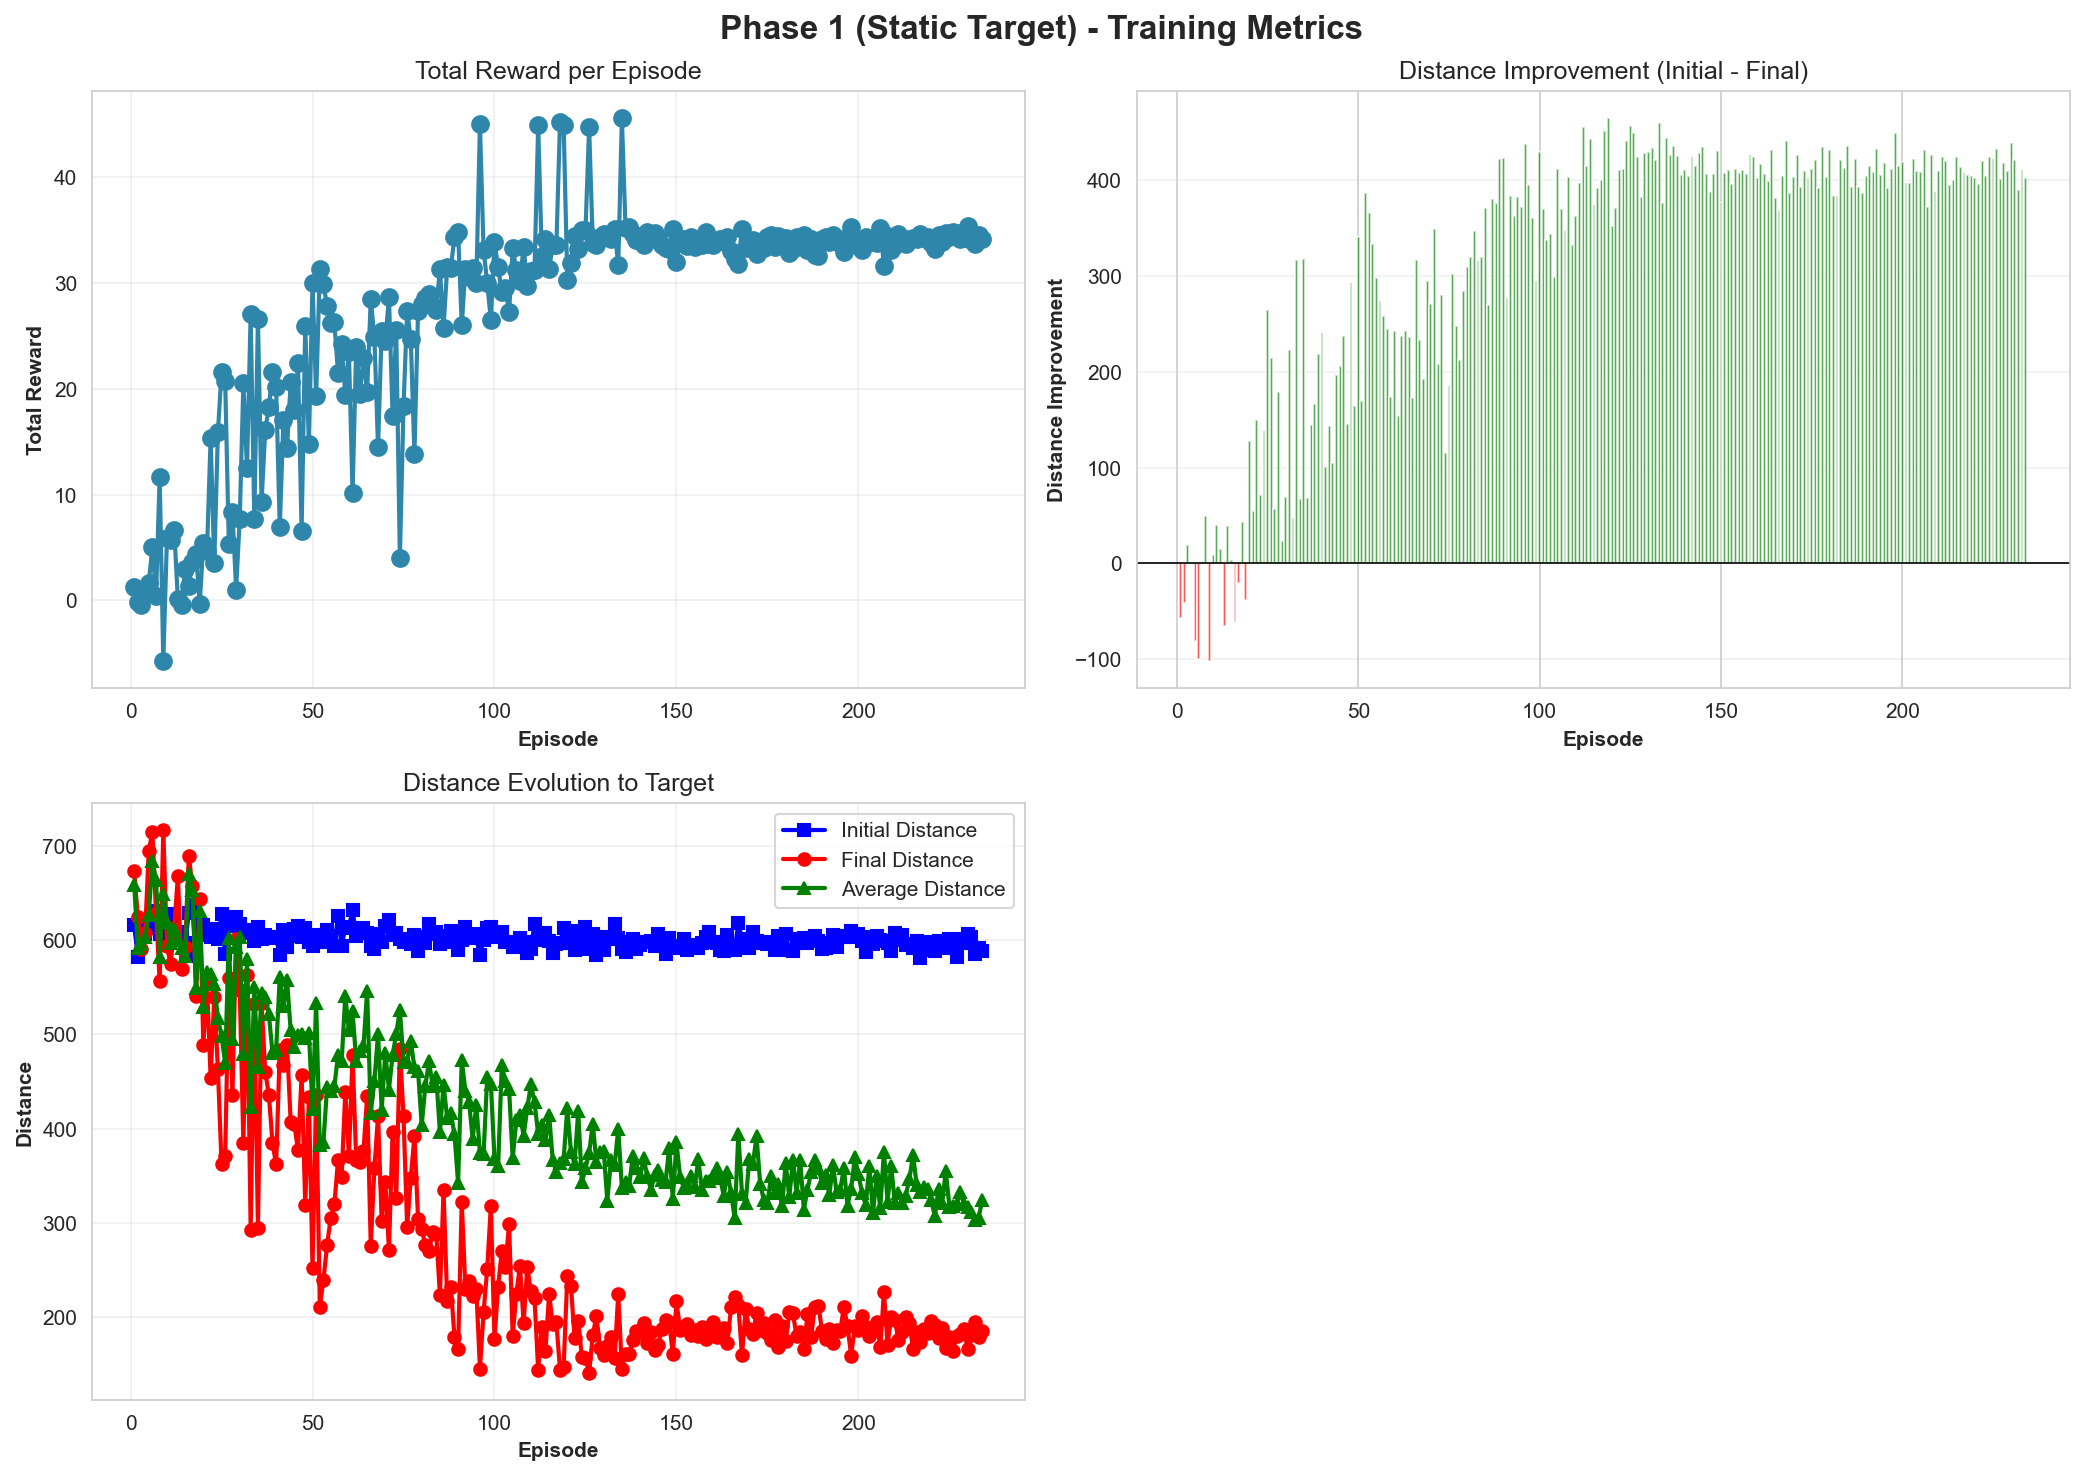 Phase 1 (Static Target) - Training Metrics
Total Reward per Episode
Total Reward
40
30
20
10
0
0 50 100 150 200
Episode
Distance Improvement (Initial - Final)
Distance Improvement
400
300
200
100
0
−100
0 50 100 150 200
Episode
Distance Evolution to Target
Initial Distance
Final Distance
Average Distance
Distance
700
600
500
400
300
200
0 50 100 150 200
Episode